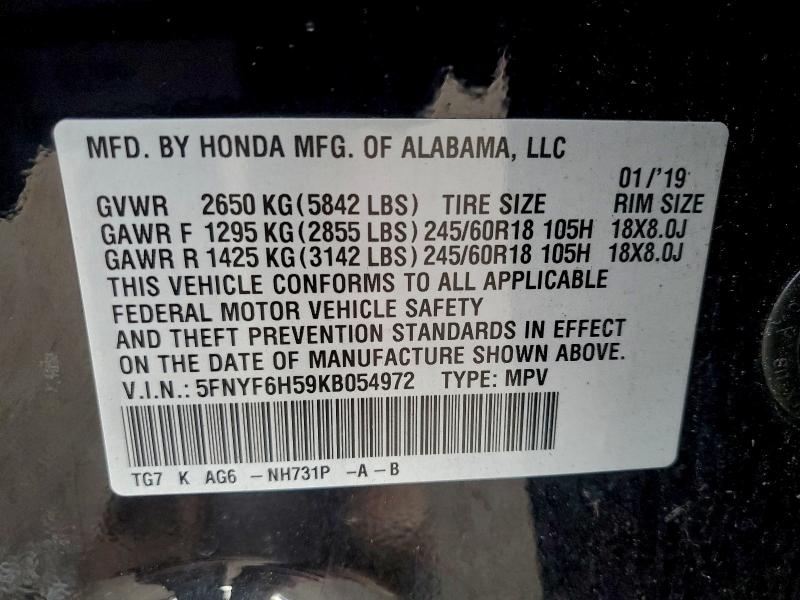 MFD. BY HONDA MFG. OF ALABAMA, LLC
01/'19
GVWR 2650 KG (5842 LBS) TIRE SIZE RIM SIZE
GAWR F 1295 KG (2855 LBS) 245/60R18 105H 18X8.0J
GAWR R 1425 KG (3142 LBS) 245/60R18 105H 18X8.0J
THIS VEHICLE CONFORMS TO ALL APPLICABLE
FEDERAL MOTOR VEHICLE SAFETY
AND THEFT PREVENTION STANDARDS IN EFFECT
ON THE DATE OF MANUFACTURE SHOWN ABOVE.
V.I.N.: 5FNYF6H59KB054972 TYPE: MPV
TG7 K AG6 -NH731P -A -B